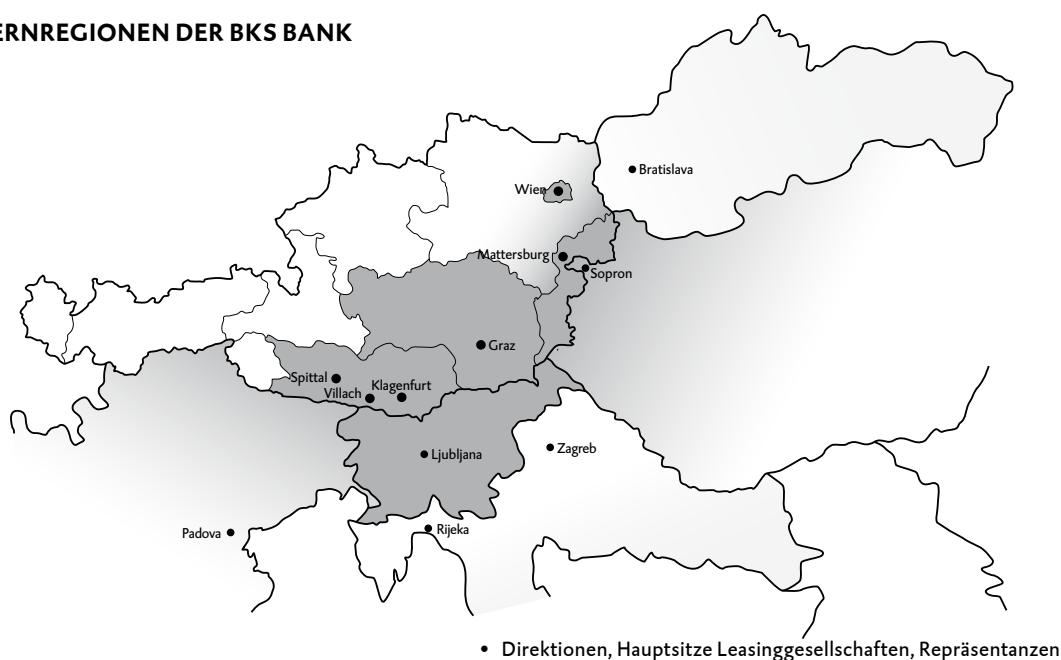 ERNREGIONEN DER BKS BANK
Bratislava
Wien
Mattersburg
Sopron
Graz
Spittal
Klagenfurt
Villach
Zagreb
Ljubljana
Rijeka
Padova
• Direktionen, Hauptsitze Leasinggesellschaften, Repräsentanzen